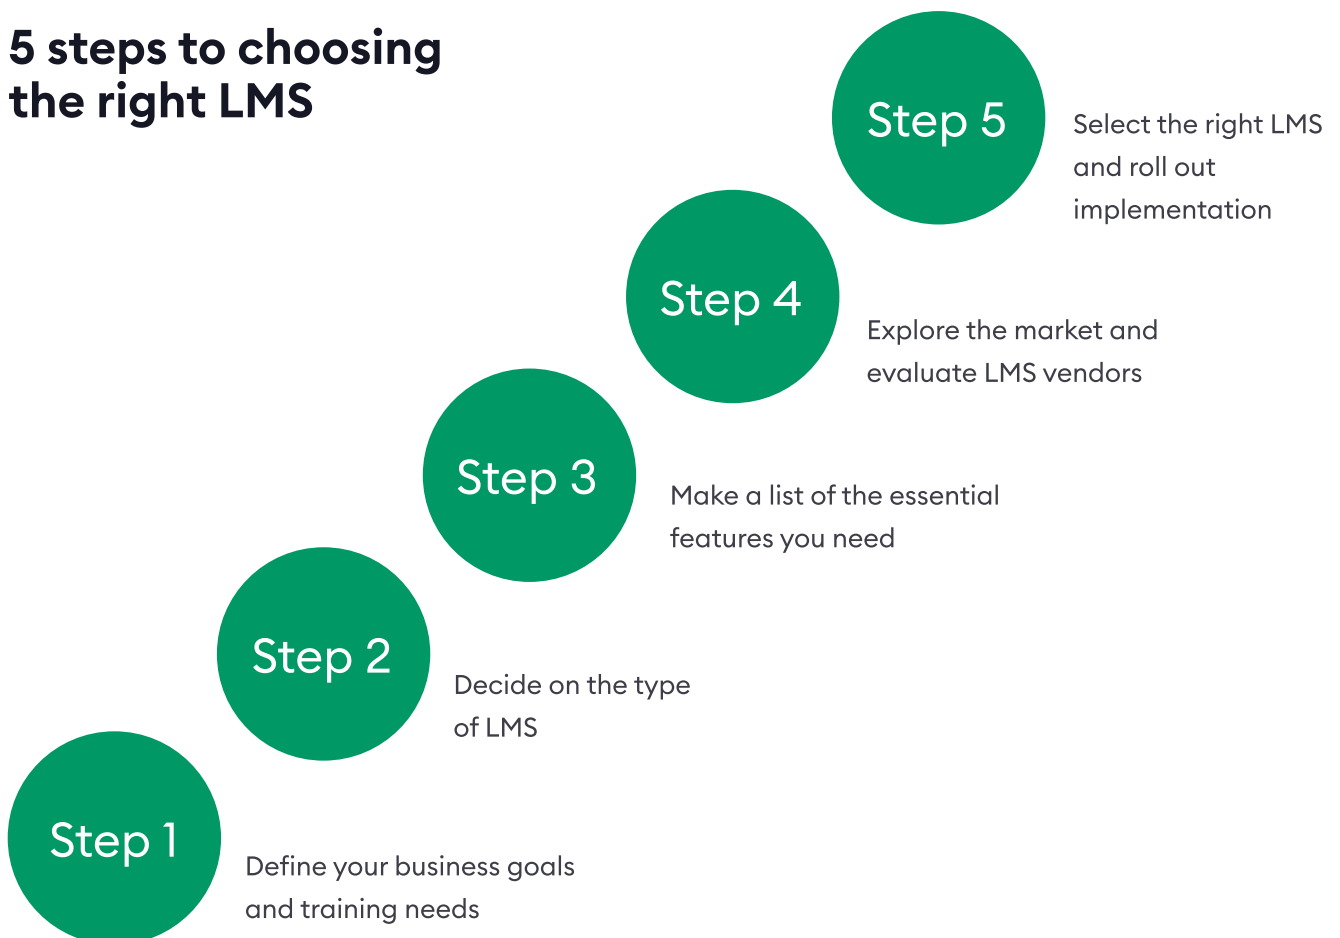 5 steps to choosing
the right LMS
Step 5
Select the right LMS
and roll out
implementation
Step 4
Explore the market and
evaluate LMS vendors
Step 3
Make a list of the essential
features you need
Step 2
Decide on the type
of LMS
Step 1
Define your business goals
and training needs